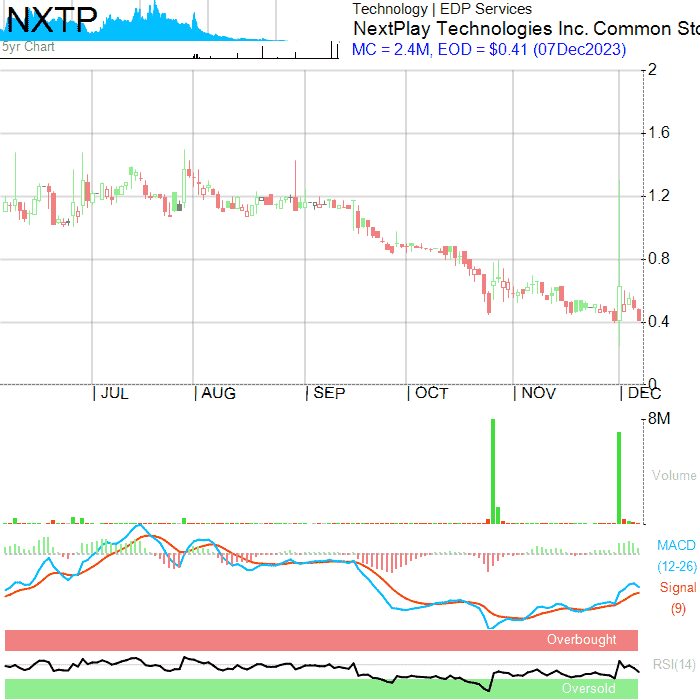 NXTP
5yr Chart
Technology | EDP Services
NextPlay Technologies Inc. Common Sto
MC = 2.4M, EOD = $0.41 (07Dec2023)
2
1.6
1.2
0.8
0.4
0
JUL
AUG
SEP
OCT
NOV
DEC
8M
Volume
MACD
(12-26)
Signal
(9)
Overbought
RSI(14)
Oversold